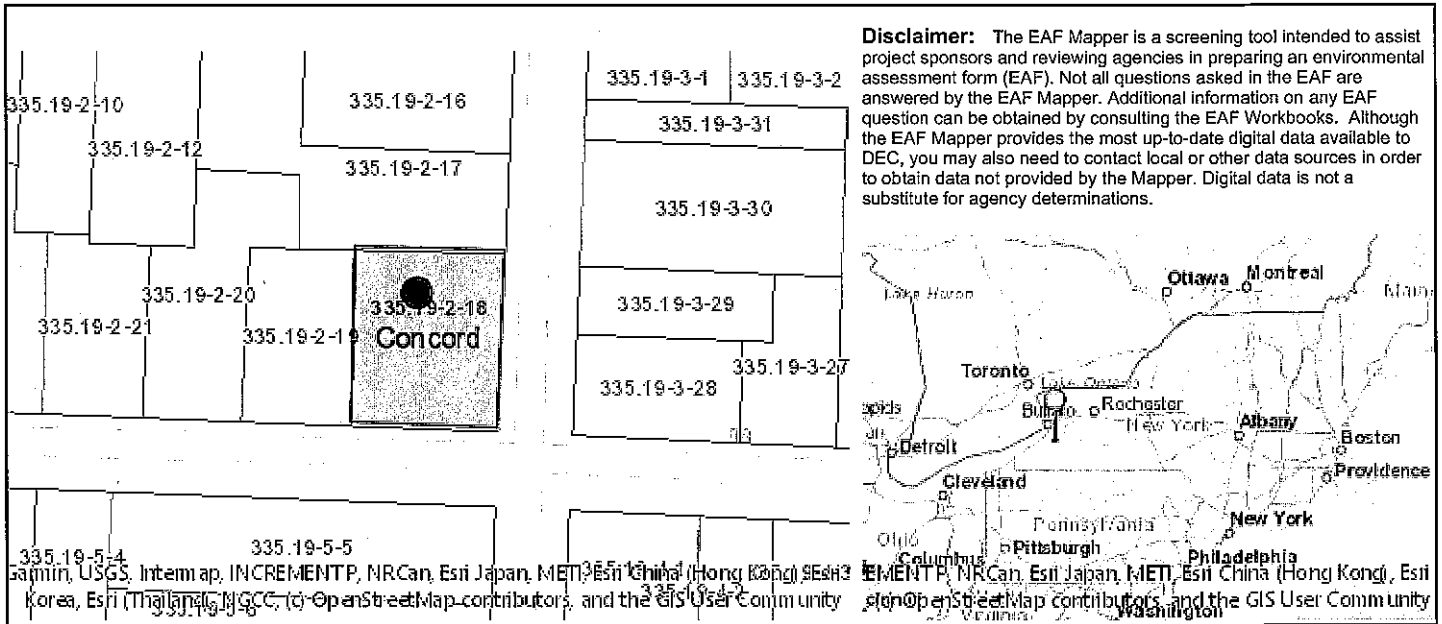 Disclaimer: The EAF Mapper is a screening tool intended to assist
project sponsors and reviewing agencies in preparing an environmental
assessment form (EAF). Not all questions asked in the EAF are
answered by the EAF Mapper. Additional information on any EAF
question can be obtained by consulting the EAF Workbooks. Although
the EAF Mapper provides the most up-to-date digital data available to
DEC, you may also need to contact local or other data sources in order
to obtain data not provided by the Mapper. Digital data is not a
substitute for agency determinations.
335.19-2-10
335.19-2-12
335.19-2-16
335.19-2-17
335.19-3-1
335.19-3-2
335.19-3-31
335.19-3-30
335.19-2-20
335.19-2-21
335.19-2-19
335.19-2-18
Concord
335.19-3-29
335.19-3-28
335.19-3-27
335.19-5-4
335.19-5-5
Garmin, USGS, Intermap, INCREMENT P, NRCan, Esri Japan, METI, Esri China (Hong Kong), Esri
Korea, Esri (Thailand), NGCC, (c) OpenStreetMap contributors, and the GIS User Community
Ottawa
Montreal
Lake Huron
Toronto
Lake Ontario
Rochester
New York
Albany
Detroit
Boston
Providence
Cleveland
New York
Pennsylvania
Ohio
Pittsburgh
Columbus
Philadelphia
EMENT P, NRCan, Esri Japan, METI, Esri China (Hong Kong), Esri
OpenStreetMap contributors, and the GIS User Community
Virginia
Washington